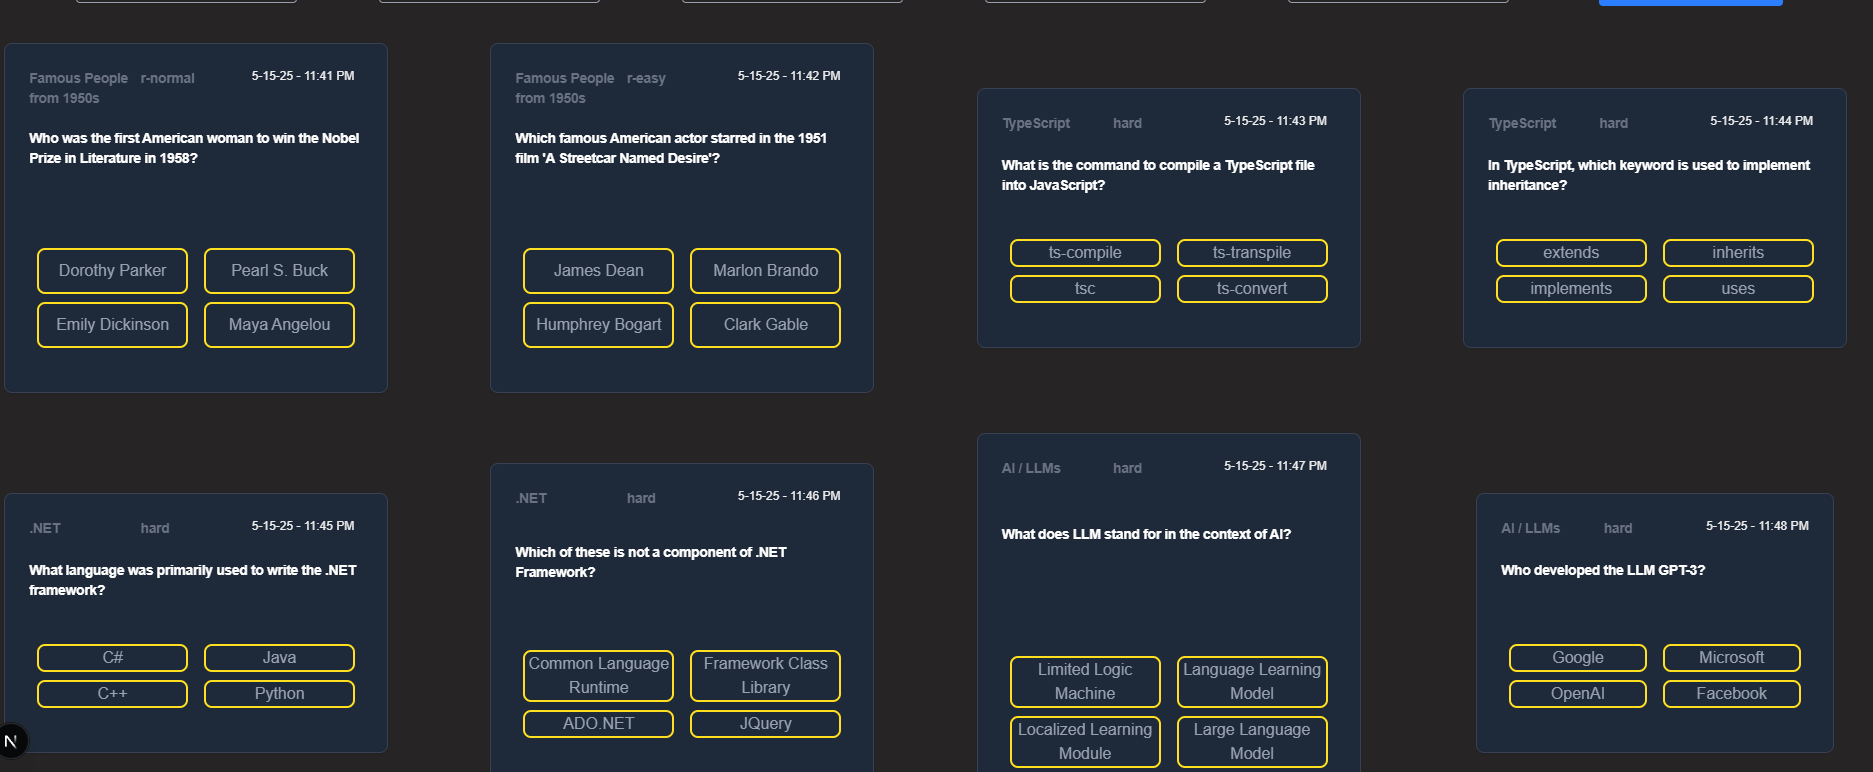 Famous People r-normal 5-15-25 - 11:41 PM
from 1950s
Who was the first American woman to win the Nobel
Prize in Literature in 1958?
Dorothy Parker
Pearl S. Buck
Emily Dickinson
Maya Angelou
Famous People r-easy 5-15-25 - 11:42 PM
from 1950s
Which famous American actor starred in the 1951
film 'A Streetcar Named Desire'?
James Dean
Marlon Brando
Humphrey Bogart
Clark Gable
TypeScript hard 5-15-25 - 11:43 PM
What is the command to compile a TypeScript file
into JavaScript?
ts-compile
ts-transpile
tsc
ts-convert
TypeScript hard 5-15-25 - 11:44 PM
In TypeScript, which keyword is used to implement
inheritance?
extends
inherits
implements
uses
.NET hard 5-15-25 - 11:45 PM
What language was primarily used to write the .NET
framework?
C#
Java
C++
Python
.NET hard 5-15-25 - 11:46 PM
Which of these is not a component of .NET
Framework?
Common Language
Runtime
Framework Class
Library
ADO.NET
JQuery
AI / LLMs hard 5-15-25 - 11:47 PM
What does LLM stand for in the context of AI?
Limited Logic
Machine
Language Learning
Model
Localized Learning
Module
Large Language
Model
AI / LLMs hard 5-15-25 - 11:48 PM
Who developed the LLM GPT-3?
Google
Microsoft
OpenAI
Facebook
N